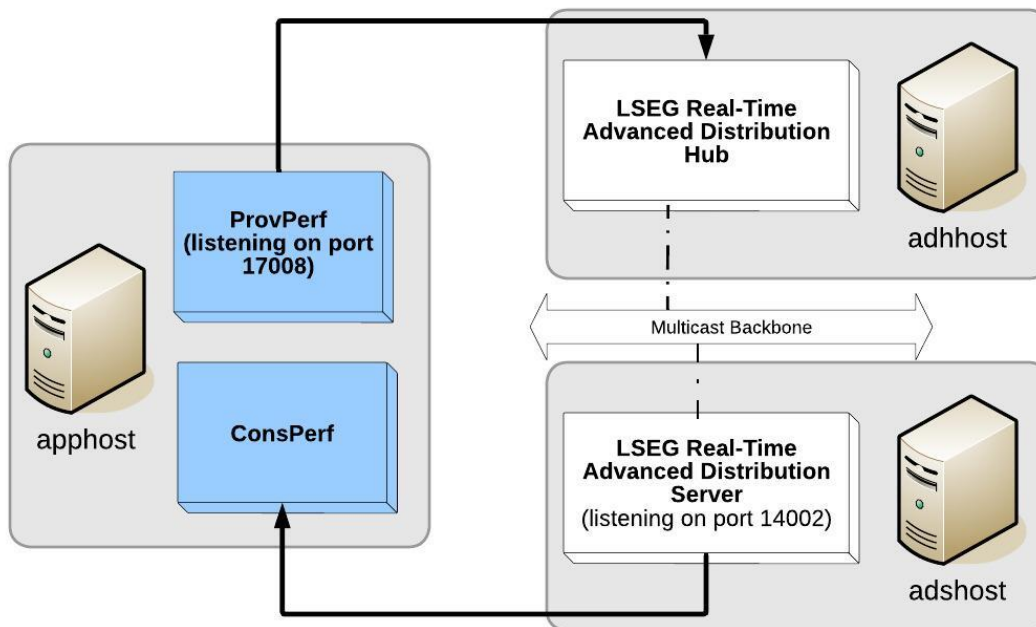 LSEG Real-Time
Advanced Distribution
Hub
adhhost
ProvPerf
(listening on port
17008)
apphost
ConsPerf
Multicast Backbone
LSEG Real-Time
Advanced Distribution
Server
(listening on port 14002)
adshost